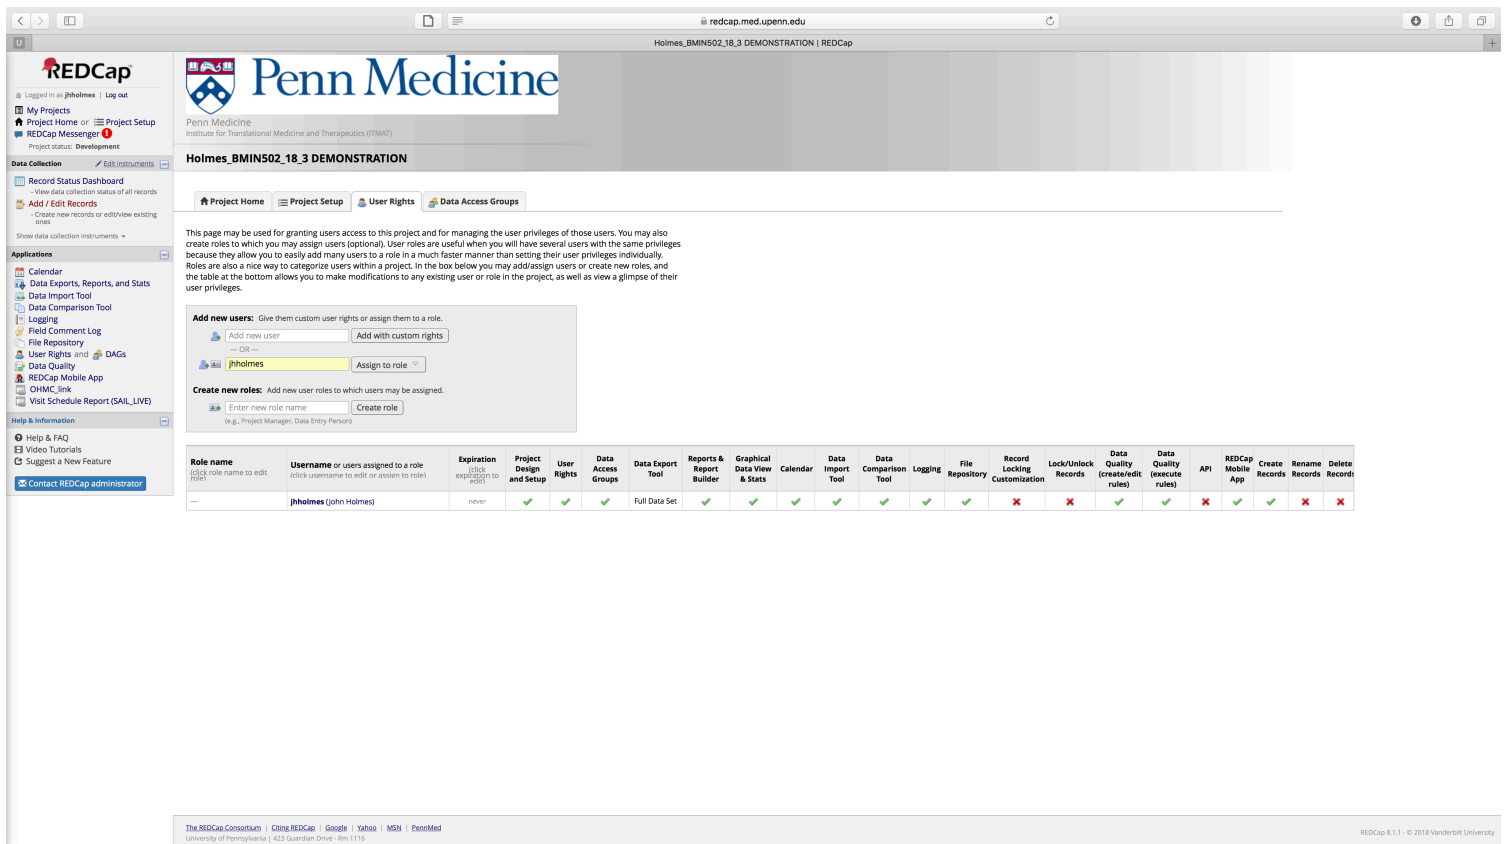 redcap.med.upenn.edu
U
Holmes_BMIN502_18_3 DEMONSTRATION | REDCap
+
REDCap
Logged in as jhholmes | Log out
My Projects
Project Home or Project Setup
REDCap Messenger
Project status: Development
Data Collection Edit instruments
Record Status Dashboard
- View data collection status of all records
Add / Edit Records
- Create new records or edit/view existing
ones
Show data collection instruments
Applications
Calendar
Data Exports, Reports, and Stats
Data Import Tool
Data Comparison Tool
Logging
Field Comment Log
File Repository
User Rights and DAGs
Data Quality
REDCap Mobile App
OHMC_link
Visit Schedule Report (SAIL_LIVE)
Help & Information
Help & FAQ
Video Tutorials
Suggest a New Feature
Contact REDCap administrator
Penn Medicine
Penn Medicine
Institute for Translational Medicine and Therapeutics (ITMAT)
Holmes_BMIN502_18_3 DEMONSTRATION
Project Home Project Setup User Rights Data Access Groups
This page may be used for granting users access to this project and for managing the user privileges of those users. You may also
create roles to which you may assign users (optional). User roles are useful when you will have several users with the same privileges
because they allow you to easily add many users to a role in a much faster manner than setting their user privileges individually.
Roles are also a nice way to categorize users within a project. In the box below you may add/assign users or create new roles, and
the table at the bottom allows you to make modifications to any existing user or role in the project, as well as view a glimpse of their
user privileges.
Add new users: Give them custom user rights or assign them to a role.
Add new user Add with custom rights
— OR —
jhholmes Assign to role
Create new roles: Add new user roles to which users may be assigned.
Enter new role name Create role
(e.g., Project Manager, Data Entry Person)
Role name
(click role name to edit
role)
Username or users assigned to a role
(click username to edit or assign to role)
Expiration
(click
expiration to
edit)
Project
Design
and Setup
User
Rights
Data
Access
Groups
Data Export
Tool
Reports &
Report
Builder
Graphical
Data View
& Stats
Calendar
Data
Import
Tool
Data
Comparison
Tool
Logging
File
Repository
Record
Locking
Customization
Lock/Unlock
Records
Data
Quality
(create/edit
rules)
Data
Quality
(execute
rules)
API
REDCap
Mobile
App
Create
Records
Rename
Records
Delete
Records
— jhholmes (John Holmes) never Full Data Set
The REDCap Consortium | Citing REDCap | Google | Yahoo | MSN | PennMed
University of Pennsylvania | 423 Guardian Drive - Rm 1116
REDCap 8.1.1 - © 2018 Vanderbilt University